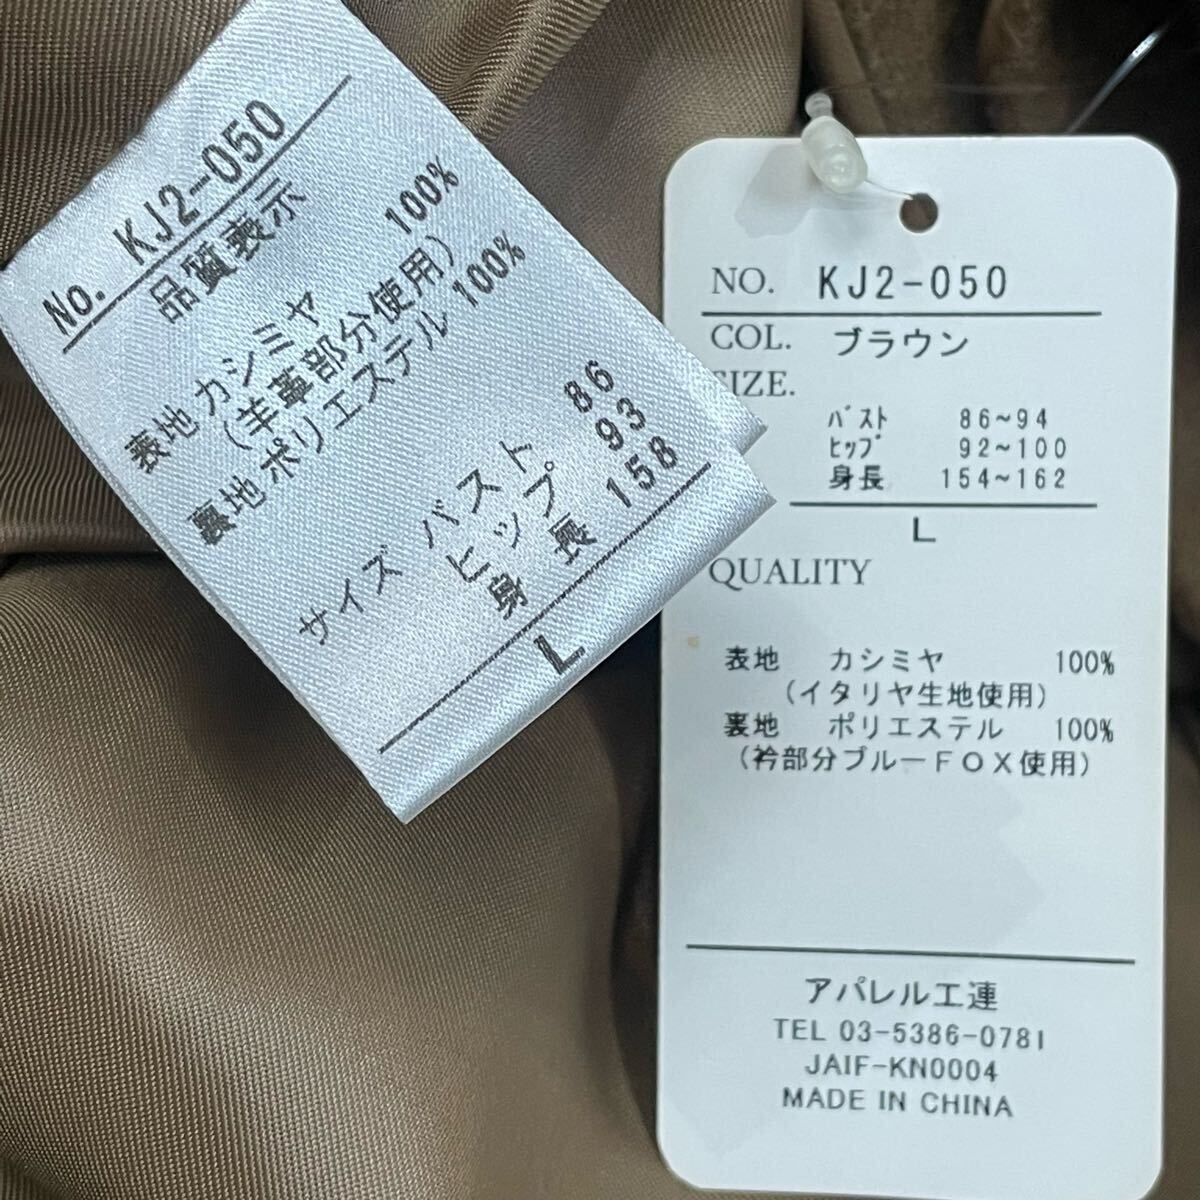 No. KJ2-050
品質表示
表地 カシミヤ 100%
(羊革部分使用)
裏地 ポリエステル 100%
サイズ バスト 86
ヒップ 93
身長 158
L
NO. KJ2-050
COL. ブラウン
SIZE.
バスト 86~94
ヒップ 92~100
身長 154~162
L
QUALITY
表地 カシミヤ 100%
(イタリヤ生地使用)
裏地 ポリエステル 100%
(衿部分ブルーFOX使用)
アパレル工連
TEL 03-5386-0781
JAIF-KN0004
MADE IN CHINA